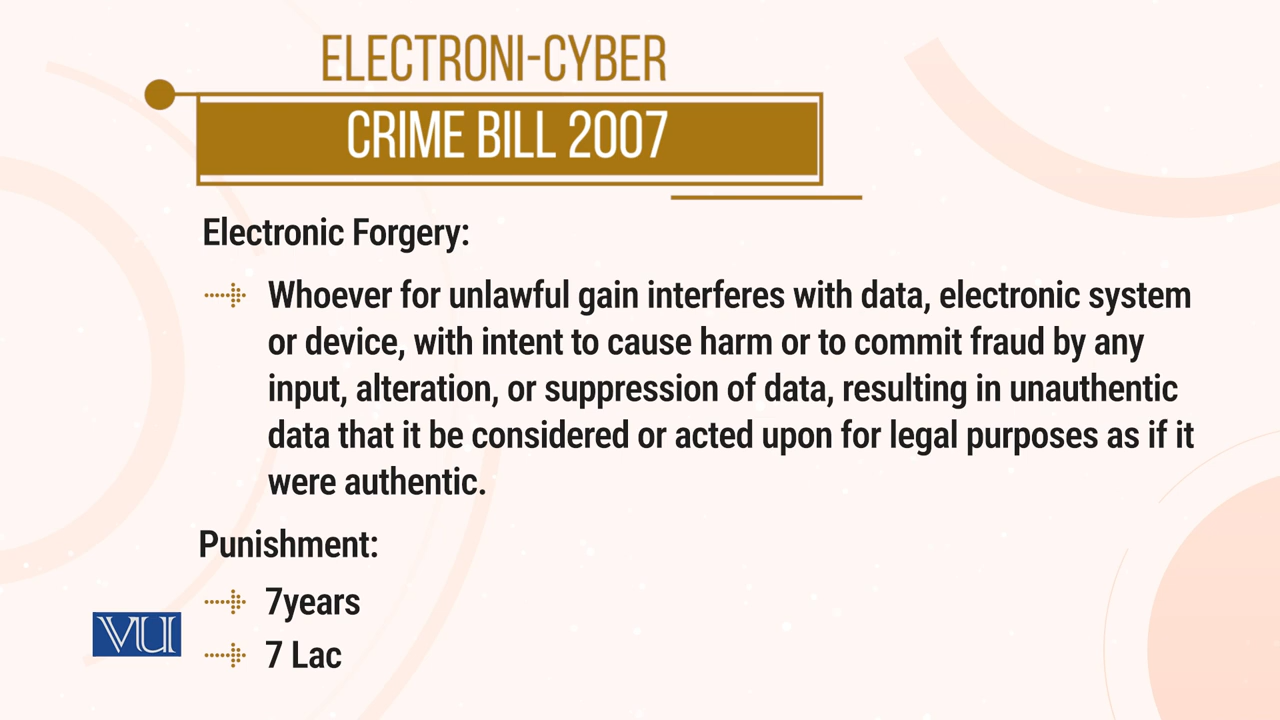 ELECTRONI-CYBER
CRIME BILL 2007
Electronic Forgery:
Whoever for unlawful gain interferes with data, electronic system
or device, with intent to cause harm or to commit fraud by any
input, alteration, or suppression of data, resulting in unauthentic
data that it be considered or acted upon for legal purposes as if it
were authentic.
Punishment:
7years
7 Lac
VU